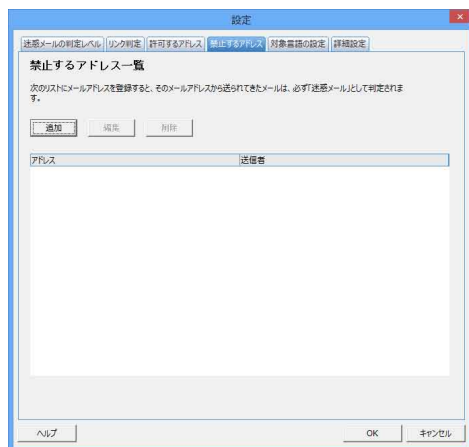 設定
迷惑メールの判定レベル リンク判定 許可するアドレス 禁止するアドレス 対象言語の設定 詳細設定
禁止するアドレス一覧
次のリストにメールアドレスを登録すると、そのメールアドレスから送られてきたメールは、必ず「迷惑メール」として判定されま
す。
追加 編集 削除
アドレス 送信者
ヘルプ OK キャンセル